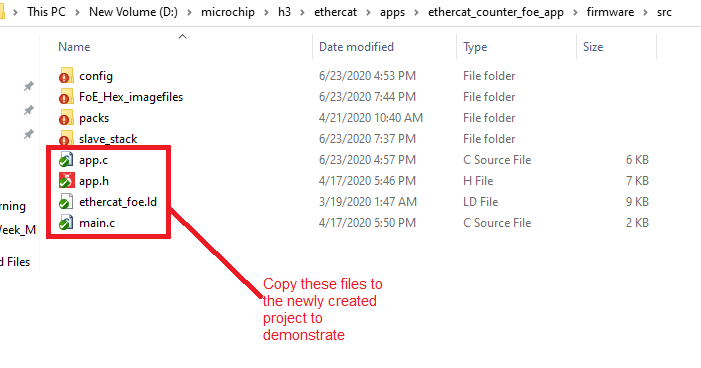 This PC > New Volume (D:) > microchip > h3 > ethercat > apps > ethercat_counter_foe_app > firmware > src
Name Date modified Type Size
config 6/23/2020 4:53 PM File folder
FoE_Hex_imagefiles 6/23/2020 7:44 PM File folder
packs 4/21/2020 10:40 AM File folder
slave_stack 6/23/2020 7:37 PM File folder
app.c 6/23/2020 4:57 PM C Source File 6 KB
app.h 4/17/2020 5:46 PM H File 7 KB
ethercat_foe.ld 3/19/2020 1:47 AM LD File 9 KB
main.c 4/17/2020 5:50 PM C Source File 2 KB
rning
Week_M
d Files
Copy these files to
the newly created
project to
demonstrate